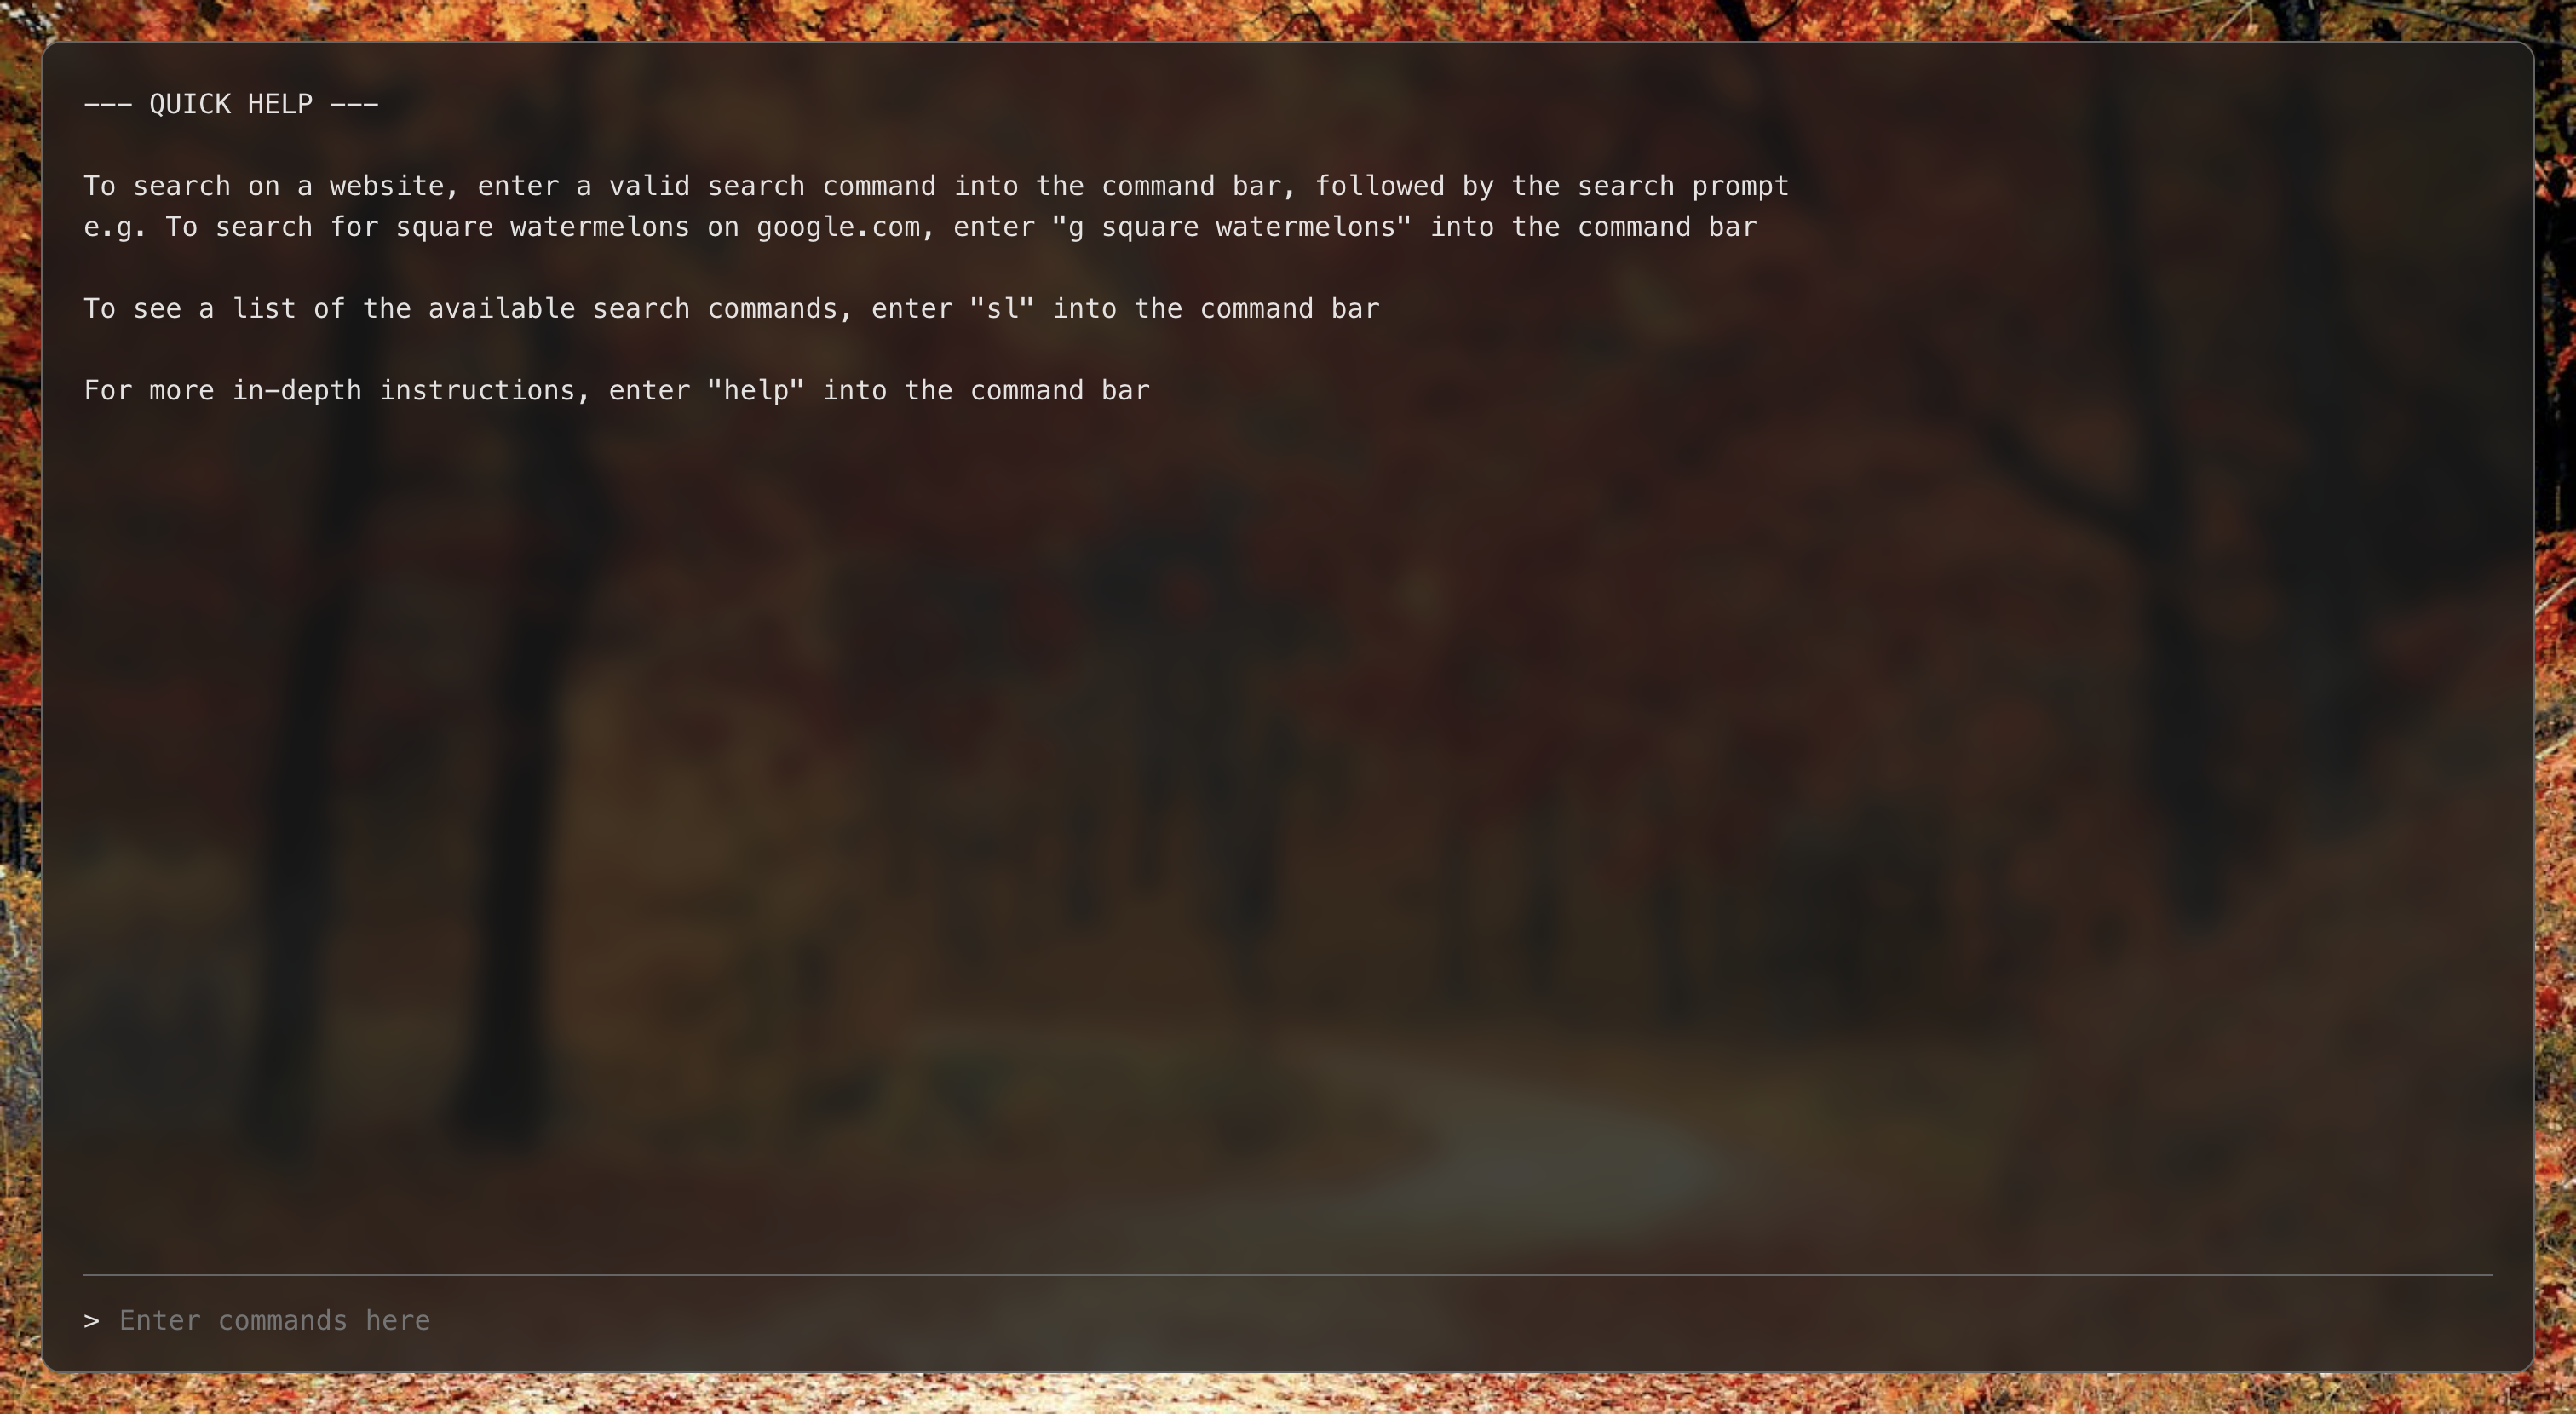 --- QUICK HELP ---
To search on a website, enter a valid search command into the command bar, followed by the search prompt
e.g. To search for square watermelons on google.com, enter "g square watermelons" into the command bar
To see a list of the available search commands, enter "sl" into the command bar
For more in-depth instructions, enter "help" into the command bar
> Enter commands here